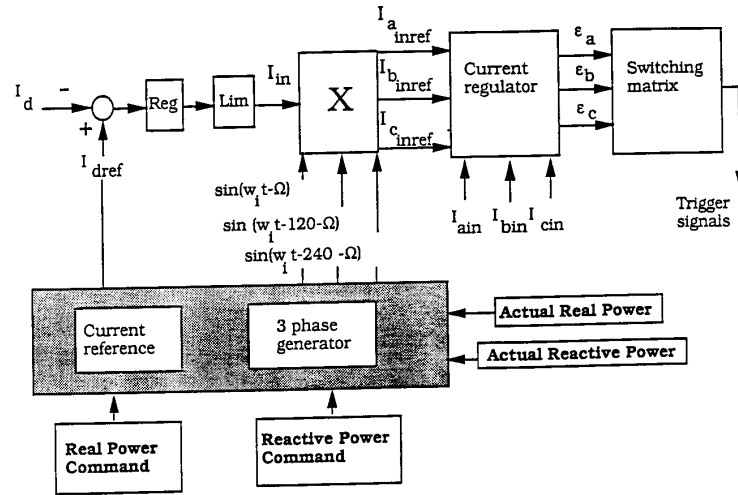 I a inref
I d
−
+
I dref
Reg
Lim
I in
X
I b inref
I c inref
Current
regulator
ε a
ε b
ε c
Switching
matrix
Trigger
signals
sin(w i t-Ω)
sin (w i t-120-Ω)
sin(w i t-240 -Ω)
I ain
I bin
I cin
Current
reference
3 phase
generator
Actual Real Power
Actual Reactive Power
Real Power
Command
Reactive Power
Command